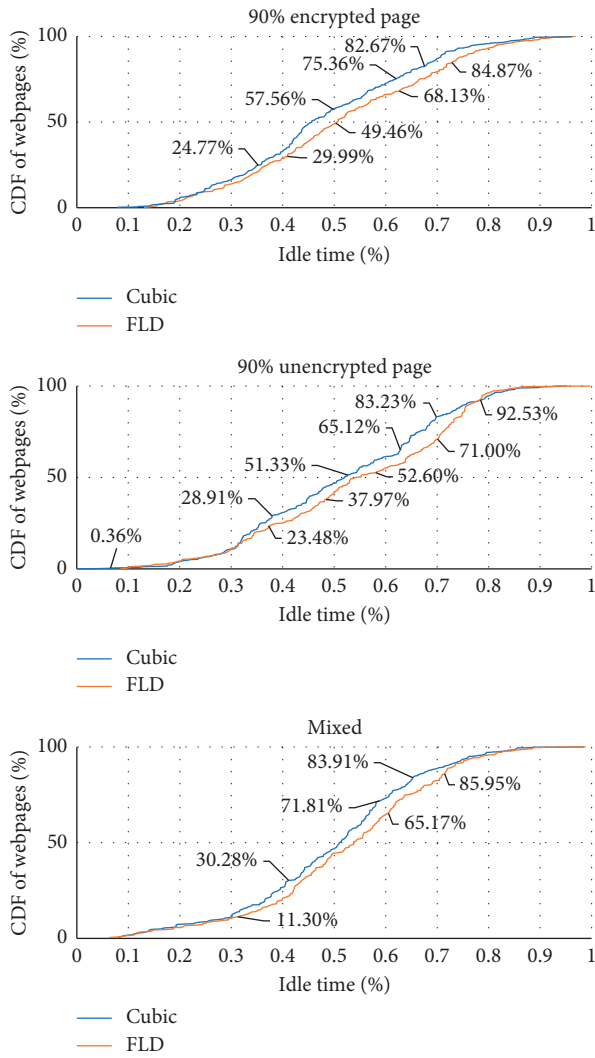 90% encrypted page
CDF of webpages (%)
100
50
0
82.67%
75.36%
57.56%
24.77%
84.87%
68.13%
49.46%
29.99%
0 0.1 0.2 0.3 0.4 0.5 0.6 0.7 0.8 0.9 1
Idle time (%)
Cubic
FLD
90% unencrypted page
CDF of webpages (%)
100
50
0
83.23%
65.12%
51.33%
28.91%
0.36%
92.53%
71.00%
52.60%
37.97%
23.48%
0 0.1 0.2 0.3 0.4 0.5 0.6 0.7 0.8 0.9 1
Idle time (%)
Cubic
FLD
Mixed
CDF of webpages (%)
100
50
0
83.91%
71.81%
30.28%
85.95%
65.17%
11.30%
0 0.1 0.2 0.3 0.4 0.5 0.6 0.7 0.8 0.9 1
Idle time (%)
Cubic
FLD